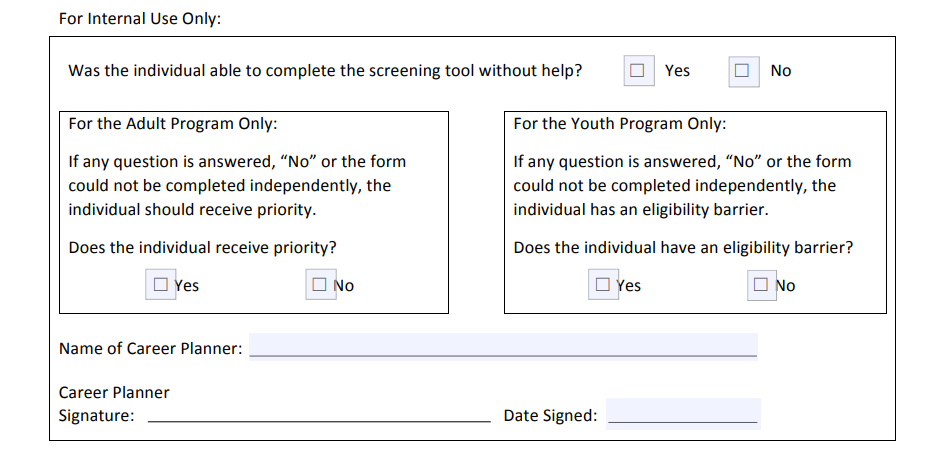 For Internal Use Only:
Was the individual able to complete the screening tool without help? ☐ Yes ☐ No
For the Adult Program Only:
If any question is answered, “No” or the form
could not be completed independently, the
individual should receive priority.
Does the individual receive priority?
☐ Yes ☐ No
For the Youth Program Only:
If any question is answered, “No” or the form
could not be completed independently, the
individual has an eligibility barrier.
Does the individual have an eligibility barrier?
☐ Yes ☐ No
Name of Career Planner:
Career Planner
Signature: Date Signed: